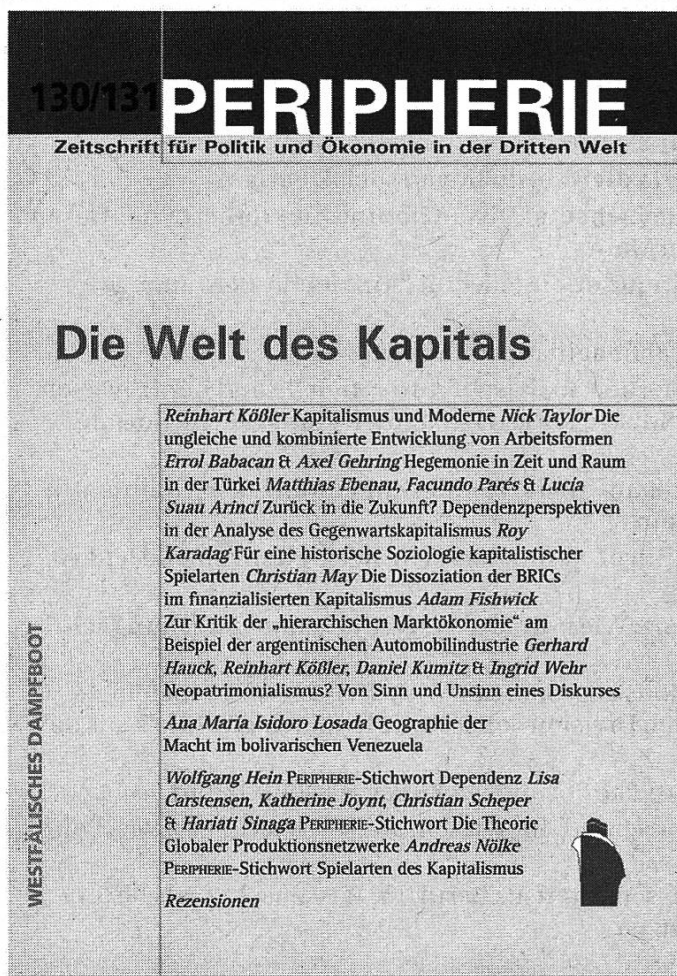 130/131 PERIPHERIE
Zeitschrift für Politik und Ökonomie in der Dritten Welt
Die Welt des Kapitals
Reinhart Kößler Kapitalismus und Moderne Nick Taylor Die
ungleiche und kombinierte Entwicklung von Arbeitsformen
Errol Babacan & Axel Gehring Hegemonie in Zeit und Raum
in der Türkei Matthias Ebenau, Facundo Parés & Lucía
Suau Arinci Zurück in die Zukunft? Dependenzperspektiven
in der Analyse des Gegenwartskapitalismus Roy
Karadag Für eine historische Soziologie kapitalistischer
Spielarten Christian May Die Dissoziation der BRICs
im finanzialisierten Kapitalismus Adam Fishwick
Zur Kritik der „hierarchischen Marktökonomie“ am
Beispiel der argentinischen Automobilindustrie Gerhard
Hauck, Reinhart Kößler, Daniel Kumitz & Ingrid Wehr
Neopatrimonialismus? Von Sinn und Unsinn eines Diskurses
Ana María Isidoro Losada Geographie der
Macht im bolivarischen Venezuela
Wolfgang Hein PERIPHERIE-Stichwort Dependenz Lisa
Carstensen, Katherine Joynt, Christian Scheper
& Hariati Sinaga PERIPHERIE-Stichwort Die Theorie
Globaler Produktionsnetzwerke Andreas Nölke
PERIPHERIE-Stichwort Spielarten des Kapitalismus
Rezensionen
WESTFÄLISCHES DAMPFBOOT